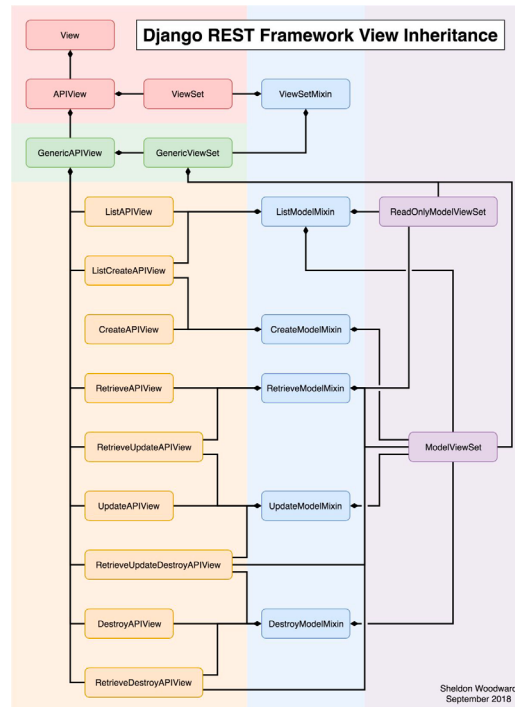 Django REST Framework View Inheritance
View
APIView
ViewSet
ViewSetMixin
GenericAPIView
GenericViewSet
ListAPIView
ListModelMixin
ReadOnlyModelViewSet
ListCreateAPIView
CreateAPIView
CreateModelMixin
RetrieveAPIView
RetrieveModelMixin
RetrieveUpdateAPIView
ModelViewSet
UpdateAPIView
UpdateModelMixin
RetrieveUpdateDestroyAPIView
DestroyAPIView
DestroyModelMixin
RetrieveDestroyAPIView
Sheldon Woodward
September 2018